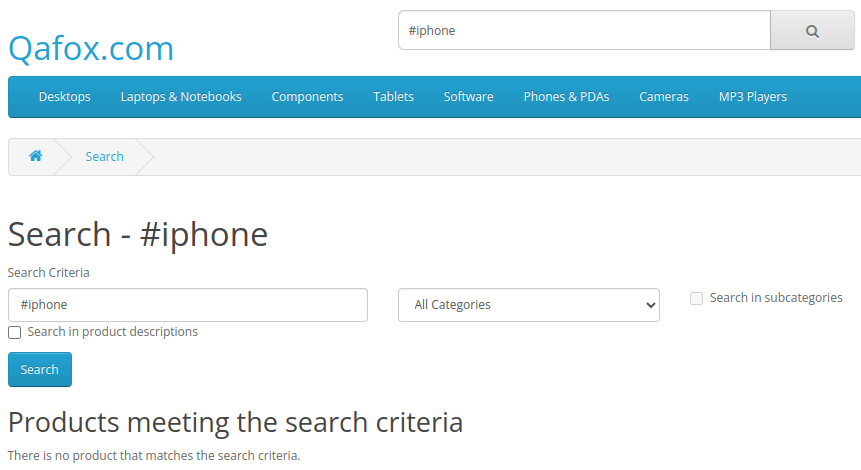 #iphone
Qafox.com
Desktops Laptops & Notebooks Components Tablets Software Phones & PDAs Cameras MP3 Players
Search
Search - #iphone
Search Criteria
#iphone All Categories Search in subcategories
Search in product descriptions
Search
Products meeting the search criteria
There is no product that matches the search criteria.